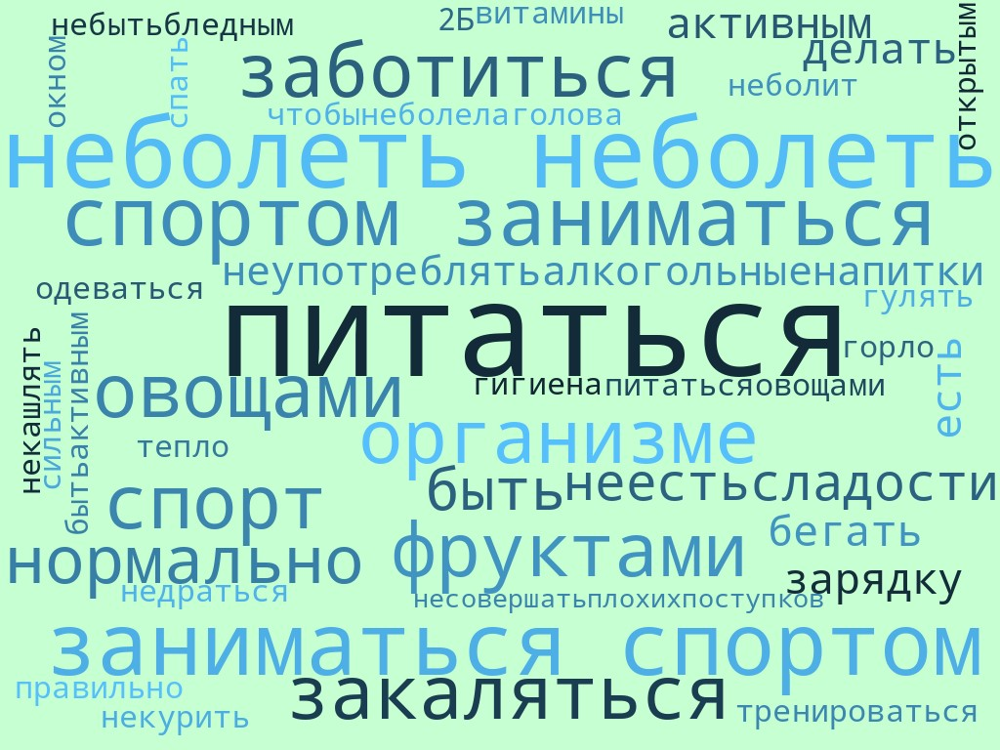 небытьбледным
2Б
витамины
активным
открытым
окном
спать
заботиться
делать
неболит
чтобынеболелаголова
неболеть неболеть
спортом заниматься
неупотреблятьалкогольныенапитки
одеваться
гулять
питаться
горло
есть
некашлять
сильным
бытьактивным
овощами
гигиена
питатьсяовощами
тепло
организме
спорт
быть
неестьсладости
нормально
фруктами
бегать
зарядку
недраться
несовершатьплохихпоступков
заниматься спортом
правильно
закаляться
некурить
тренироваться